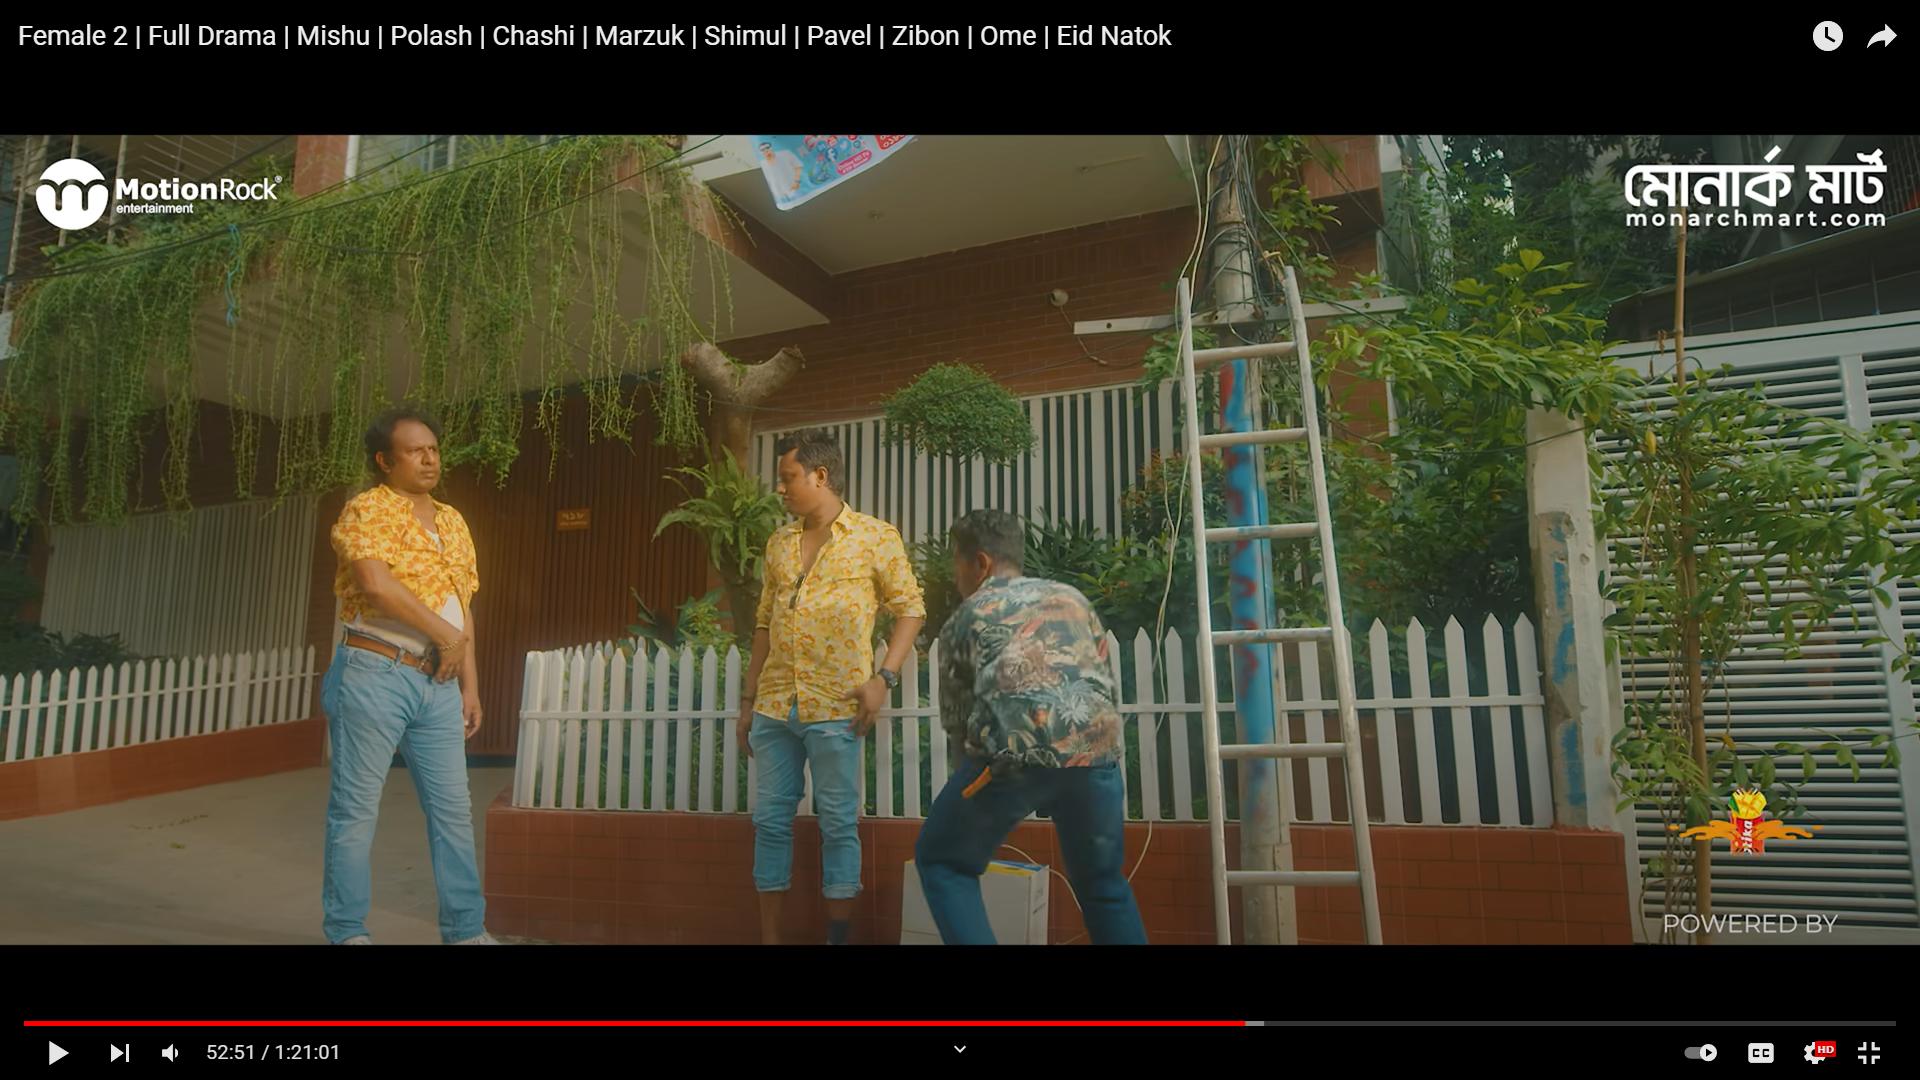 Female 2 | Full Drama | Mishu | Polash | Chashi | Marzuk | Shimul | Pavel | Zibon | Ome | Eid Natok
MotionRock
entertainment
মোনার্ক মার্ট
monarchmart.com
POWERED BY
52:51 / 1:21:01
CC
HD